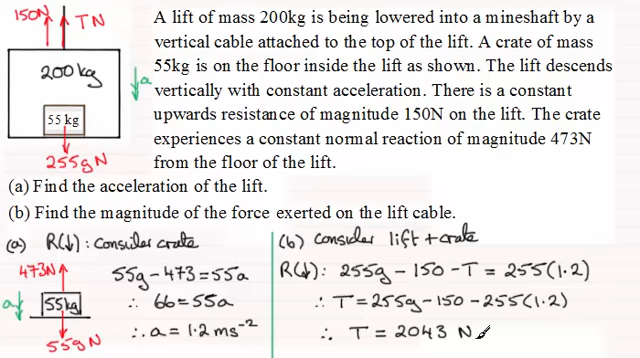 150N
TN
200kg
a
55 kg
255gN
A lift of mass 200kg is being lowered into a mineshaft by a
vertical cable attached to the top of the lift. A crate of mass
55kg is on the floor inside the lift as shown. The lift descends
vertically with constant acceleration. There is a constant
upwards resistance of magnitude 150N on the lift. The crate
experiences a constant normal reaction of magnitude 473N
from the floor of the lift.
(a) Find the acceleration of the lift.
(b) Find the magnitude of the force exerted on the lift cable.
(a) R(↓): consider crate
473N
a
55kg
55gN
55g - 473 = 55a
∴ 66 = 55a
∴ a = 1.2 ms⁻²
(b) consider lift + crate
R(↓): 255g - 150 - T = 255(1.2)
∴ T = 255g - 150 - 255(1.2)
∴ T = 2043 N